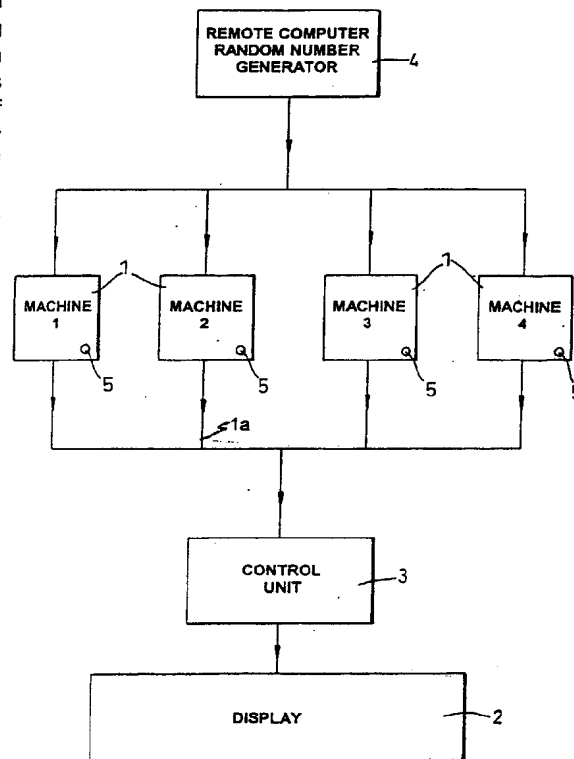 REMOTE COMPUTER
RANDOM NUMBER
GENERATOR
4
1
1
MACHINE
1
MACHINE
2
MACHINE
3
MACHINE
4
5
5
5
1a
CONTROL
UNIT
3
DISPLAY
2